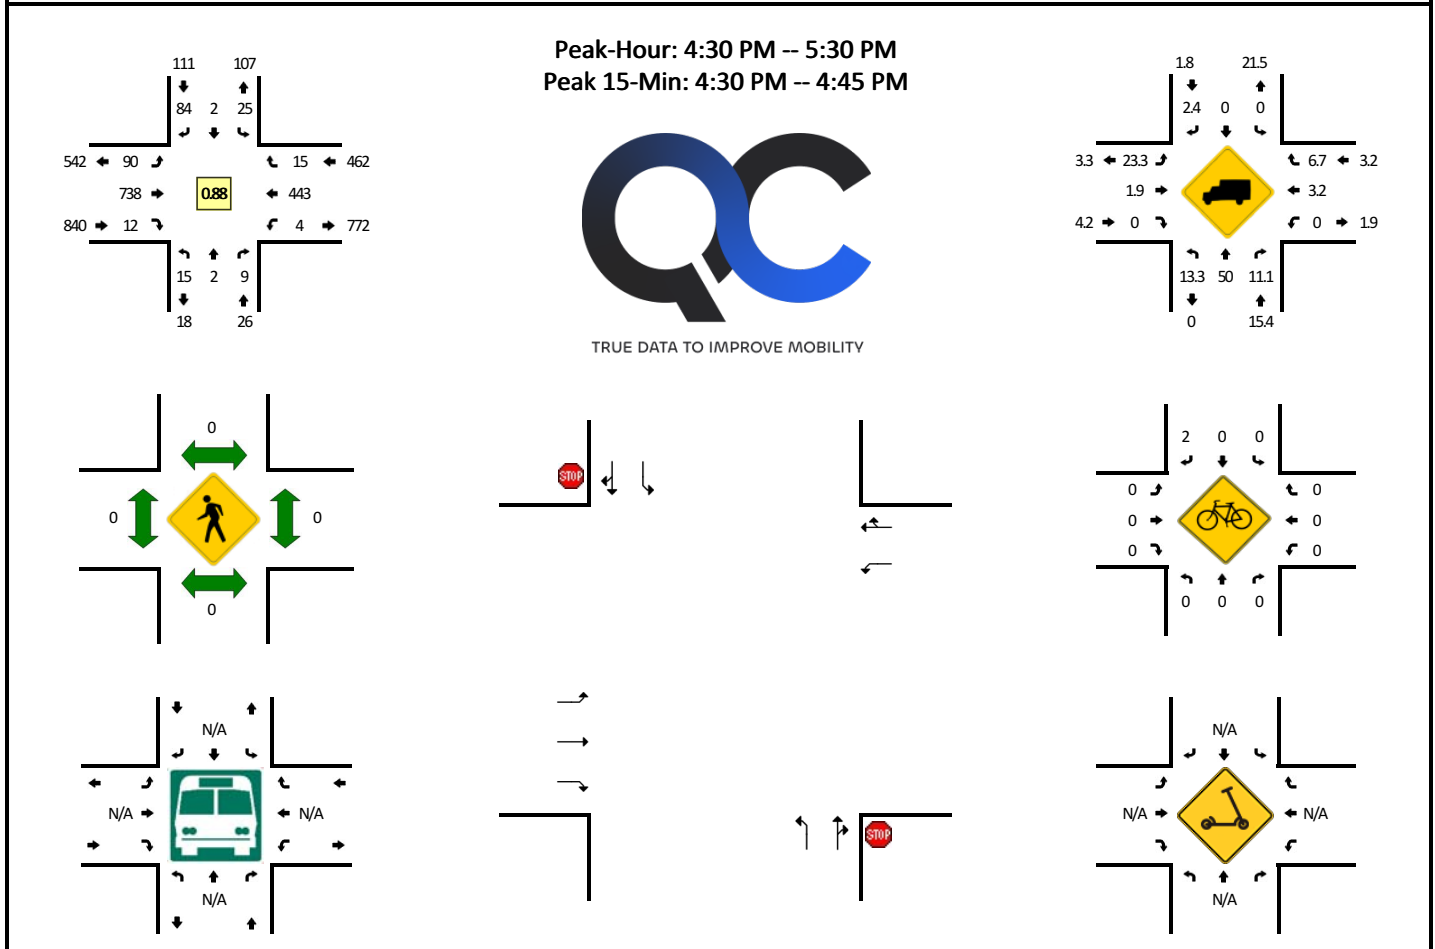 Peak-Hour: 4:30 PM -- 5:30 PM
Peak 15-Min: 4:30 PM -- 4:45 PM
111 107
84 2 25
542 90 15 462
738 0.88 443
840 12 4 772
15 2 9
18 26
TRUE DATA TO IMPROVE MOBILITY
1.8 21.5
2.4 0 0
3.3 23.3 6.7 3.2
1.9 3.2
4.2 0 0 1.9
13.3 50 11.1
0 15.4
0
0 0
0
STOP
STOP
2 0 0
0 0
0 0
0 0
0 0 0
N/A
N/A N/A
N/A
N/A
N/A N/A
N/A